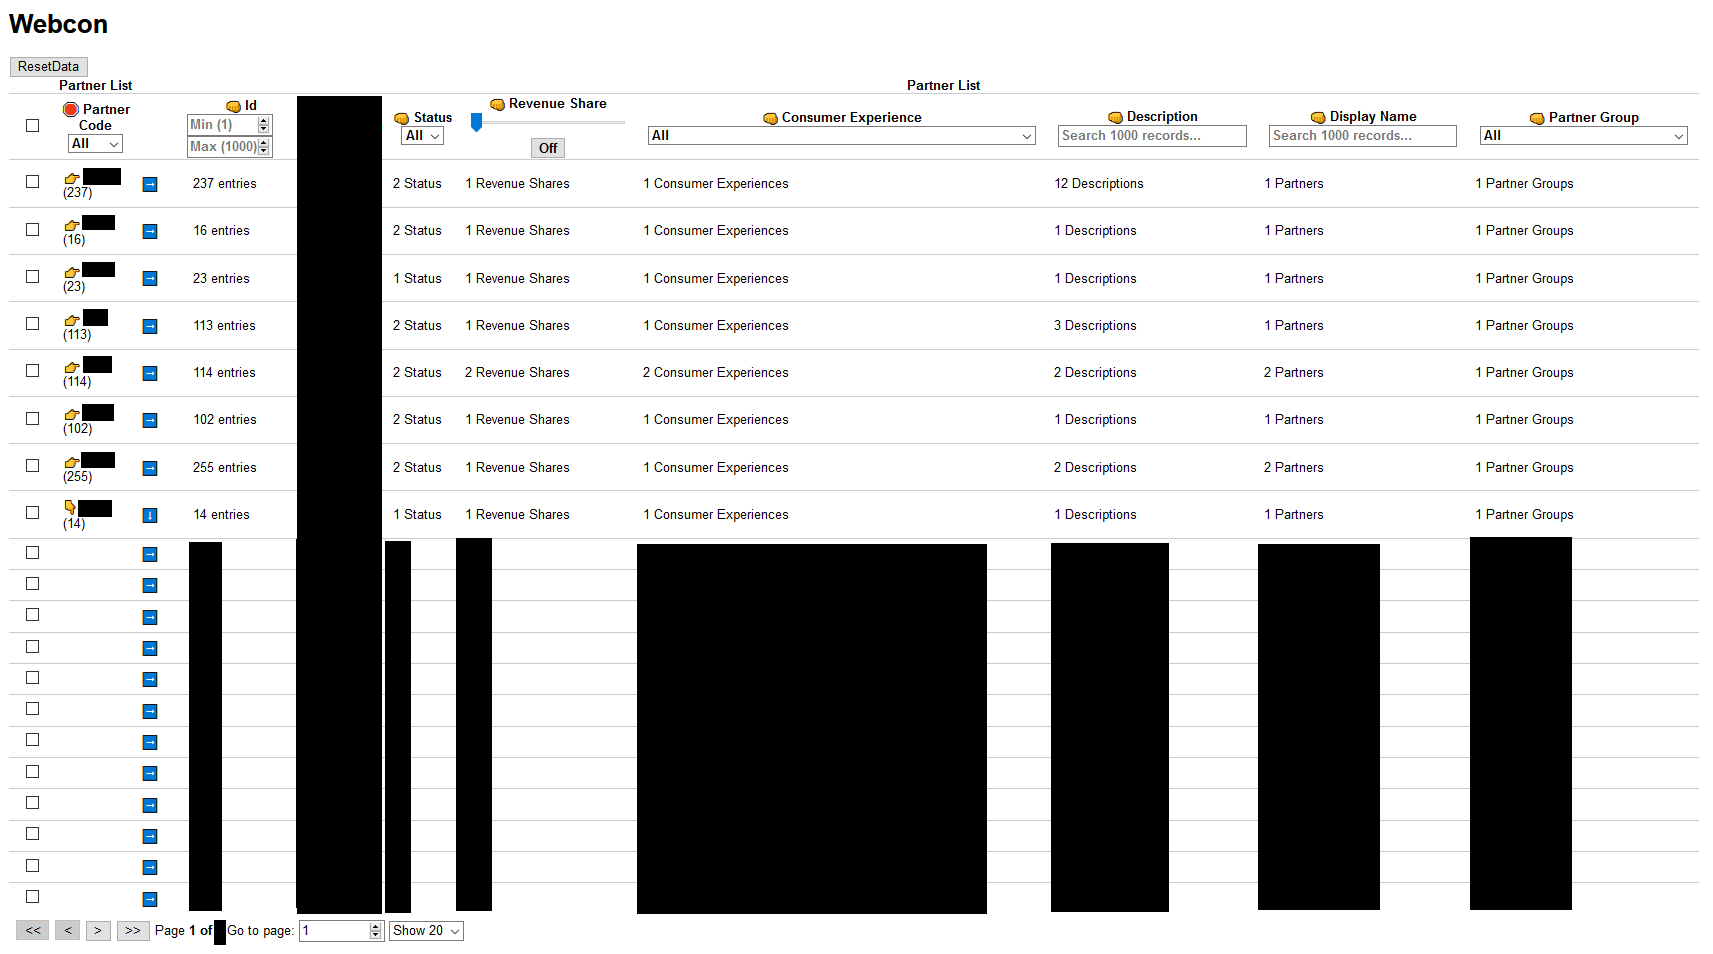 Webcon
ResetData
Partner List
Partner List
Partner Code
All
Id
Min (1)
Max (1000)
Status
All
Revenue Share
Off
Consumer Experience
All
Description
Search 1000 records...
Display Name
Search 1000 records...
Partner Group
All
(237) 237 entries 2 Status 1 Revenue Shares 1 Consumer Experiences 12 Descriptions 1 Partners 1 Partner Groups
(16) 16 entries 2 Status 1 Revenue Shares 1 Consumer Experiences 1 Descriptions 1 Partners 1 Partner Groups
(23) 23 entries 1 Status 1 Revenue Shares 1 Consumer Experiences 1 Descriptions 1 Partners 1 Partner Groups
(113) 113 entries 2 Status 1 Revenue Shares 1 Consumer Experiences 3 Descriptions 1 Partners 1 Partner Groups
(114) 114 entries 2 Status 2 Revenue Shares 2 Consumer Experiences 2 Descriptions 2 Partners 1 Partner Groups
(102) 102 entries 2 Status 1 Revenue Shares 1 Consumer Experiences 1 Descriptions 1 Partners 1 Partner Groups
(255) 255 entries 2 Status 1 Revenue Shares 1 Consumer Experiences 2 Descriptions 2 Partners 1 Partner Groups
(14) 14 entries 1 Status 1 Revenue Shares 1 Consumer Experiences 1 Descriptions 1 Partners 1 Partner Groups
<< < > >> Page 1 of Go to page: 1 Show 20